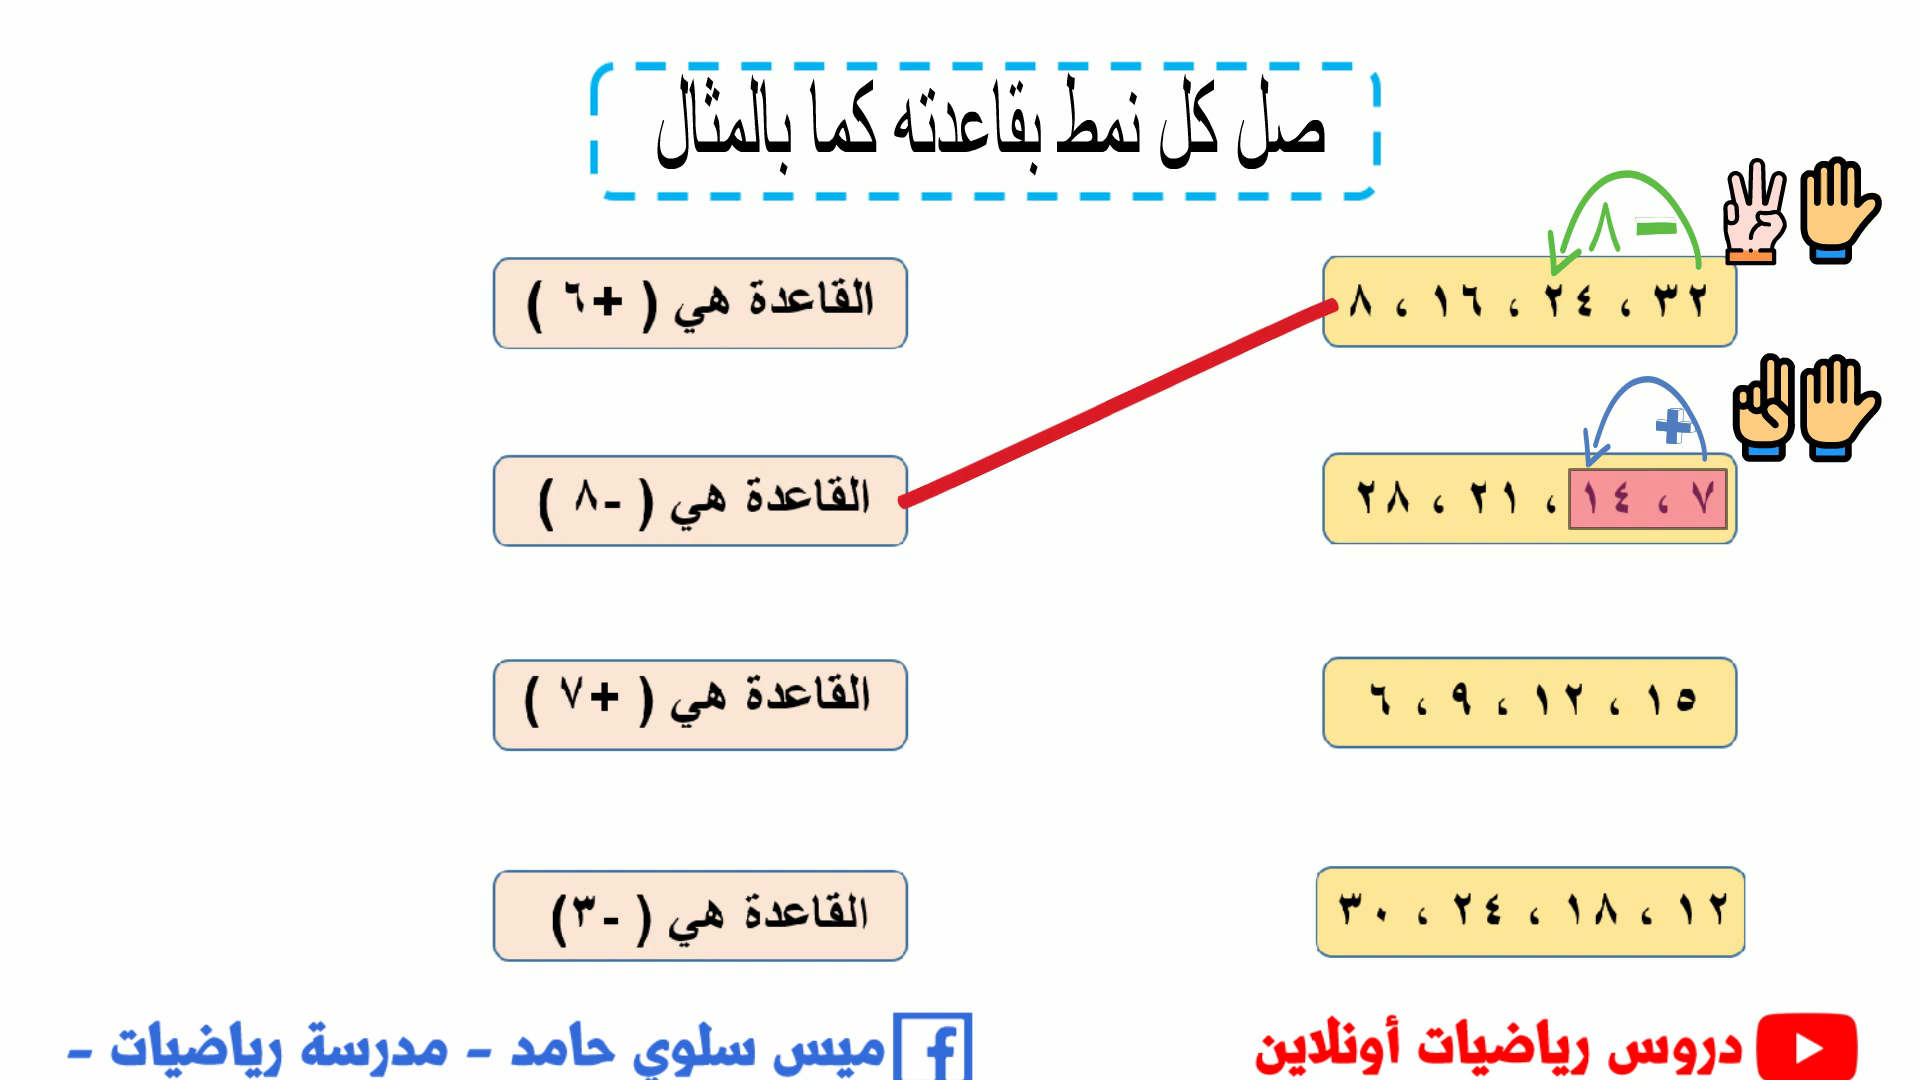 صل كل نمط بقاعدته كما بالمثال
- ٨
٣٢ ، ٢٤ ، ١٦ ، ٨
القاعدة هي ( +٦ )
+
٧ ، ١٤ ، ٢١ ، ٢٨
القاعدة هي ( -٨ )
١٥ ، ١٢ ، ٩ ، ٦
القاعدة هي ( +٧ )
١٢ ، ١٨ ، ٢٤ ، ٣٠
القاعدة هي ( -٣)
دروس رياضيات أونلاين
ميس سلوي حامد - مدرسة رياضيات -